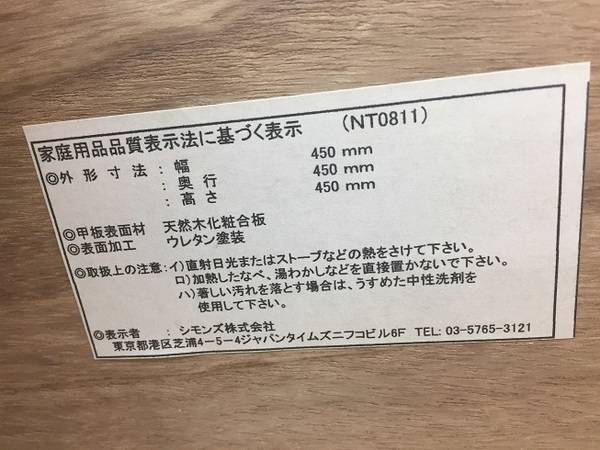 家庭用品品質表示法に基づく表示　(NT0811)
◎外形寸法：幅　450 mm
：奥行　450 mm
：高さ　450 mm
◎甲板表面材　天然木化粧合板
◎表面加工　ウレタン塗装
◎取扱上の注意：イ)直射日光またはストーブなどの熱をさけて下さい。
ロ)加熱したなべ、湯わかしなどを直接置かないで下さい。
ハ)著しい汚れを落とす場合は、うすめた中性洗剤を
使用して下さい。
◎表示者　：　シモンズ株式会社
東京都港区芝浦4-5-4ジャパンタイムズニフコビル6F　TEL: 03-5765-3121